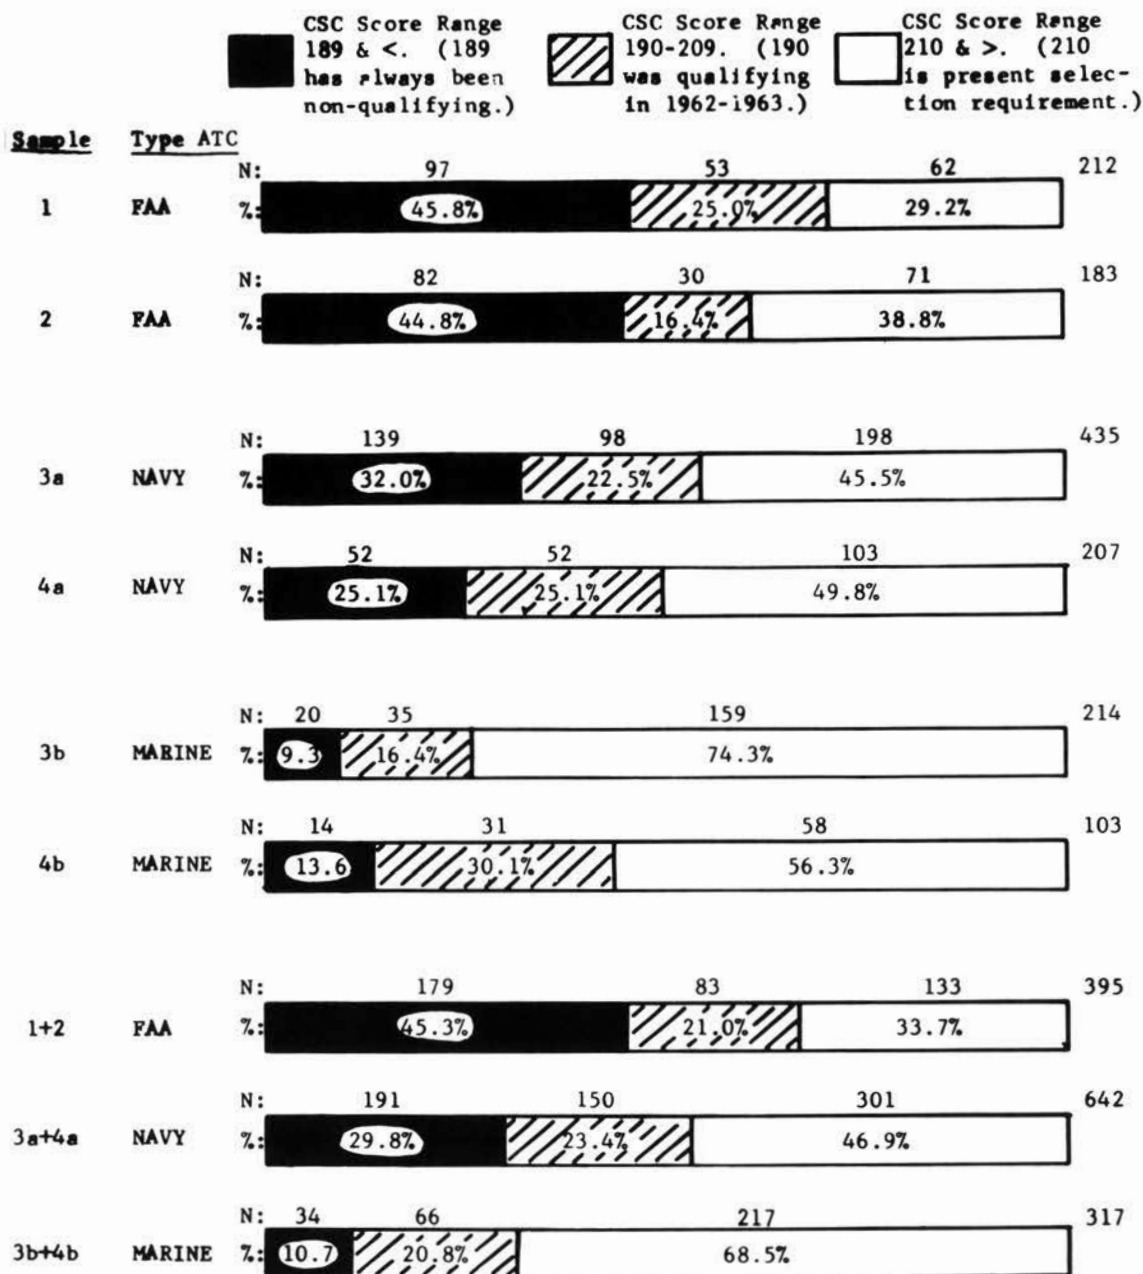 CSC Score Range
189 & <. (189
has always been
non-qualifying.)
CSC Score Range
190-209. (190
was qualifying
in 1962-1963.)
CSC Score Range
210 & >. (210
is present selec-
tion requirement.)
Sample Type ATC
N: 97 53 62 212
1 FAA %: 45.8% 25.0% 29.2%
N: 82 30 71 183
2 FAA %: 44.8% 16.4% 38.8%
N: 139 98 198 435
3a NAVY %: 32.0% 22.5% 45.5%
N: 52 52 103 207
4a NAVY %: 25.1% 25.1% 49.8%
N: 20 35 159 214
3b MARINE %: 9.3 16.4% 74.3%
N: 14 31 58 103
4b MARINE %: 13.6 30.1% 56.3%
N: 179 83 133 395
1+2 FAA %: 45.3% 21.0% 33.7%
N: 191 150 301 642
3a+4a NAVY %: 29.8% 23.4% 46.9%
N: 34 66 217 317
3b+4b MARINE %: 10.7 20.8% 68.5%